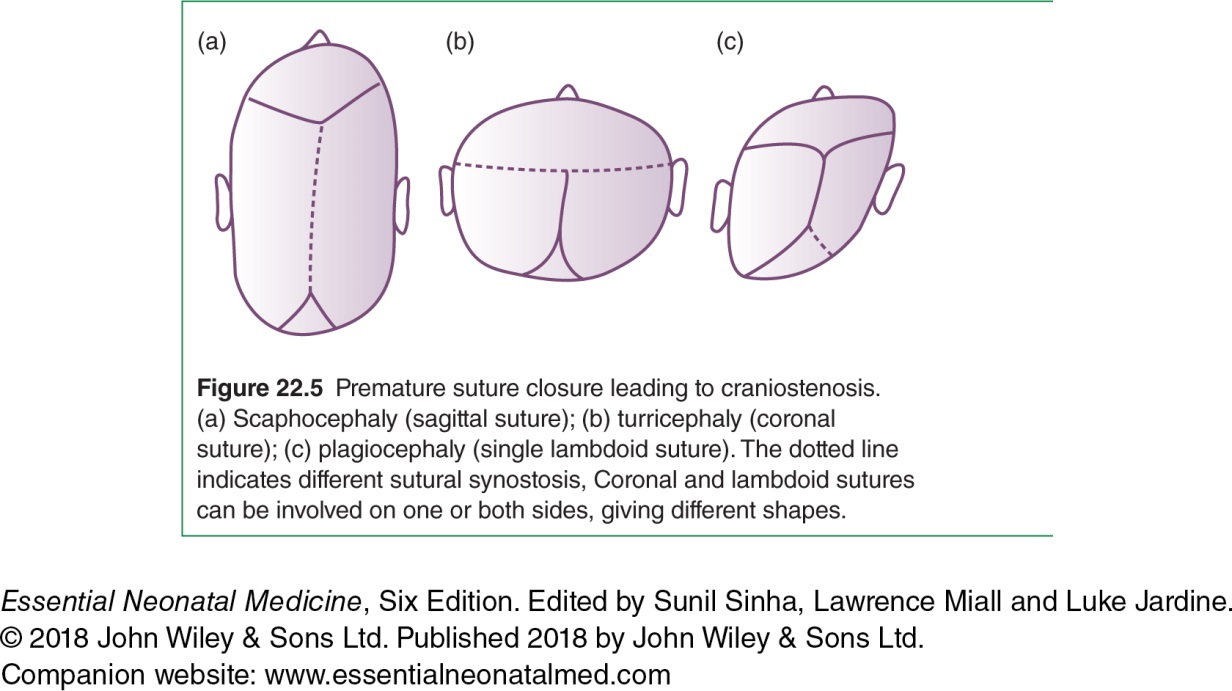 (a) (b) (c)
Figure 22.5 Premature suture closure leading to craniostenosis.
(a) Scaphocephaly (sagittal suture); (b) turricephaly (coronal
suture); (c) plagiocephaly (single lambdoid suture). The dotted line
indicates different sutural synostosis, Coronal and lambdoid sutures
can be involved on one or both sides, giving different shapes.
Essential Neonatal Medicine, Six Edition. Edited by Sunil Sinha, Lawrence Miall and Luke Jardine.
© 2018 John Wiley & Sons Ltd. Published 2018 by John Wiley & Sons Ltd.
Companion website: www.essentialneonatalmed.com